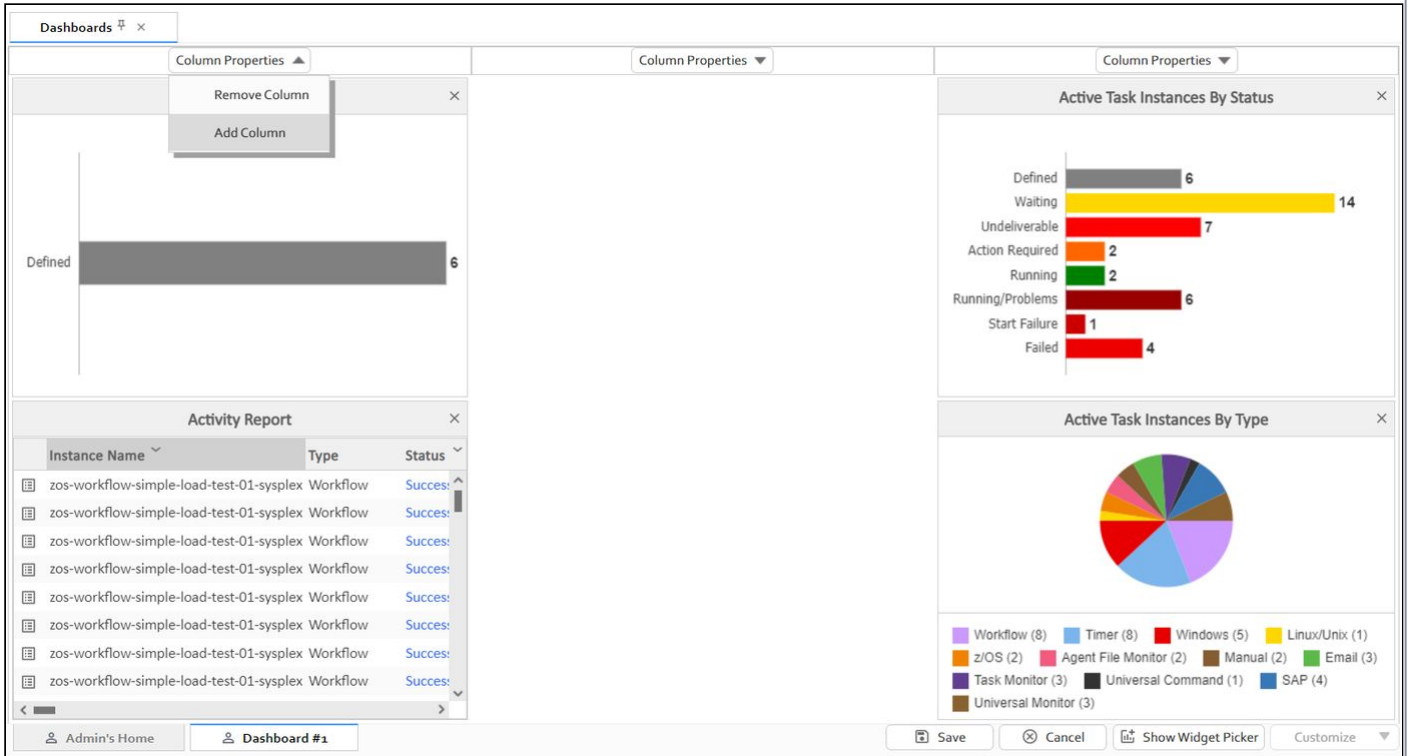 Dashboards
Column Properties
Column Properties
Column Properties
Remove Column
Add Column
Defined
6
Active Task Instances By Status
Defined 6
Waiting 14
Undeliverable 7
Action Required 2
Running 2
Running/Problems 6
Start Failure 1
Failed 4
Activity Report
Instance Name Type Status
zos-workflow-simple-load-test-01-sysplex Workflow Success
zos-workflow-simple-load-test-01-sysplex Workflow Success
zos-workflow-simple-load-test-01-sysplex Workflow Success
zos-workflow-simple-load-test-01-sysplex Workflow Success
zos-workflow-simple-load-test-01-sysplex Workflow Success
zos-workflow-simple-load-test-01-sysplex Workflow Success
zos-workflow-simple-load-test-01-sysplex Workflow Success
zos-workflow-simple-load-test-01-sysplex Workflow Success
Active Task Instances By Type
Workflow (8) Timer (8) Windows (5) Linux/Unix (1)
z/OS (2) Agent File Monitor (2) Manual (2) Email (3)
Task Monitor (3) Universal Command (1) SAP (4)
Universal Monitor (3)
Admin's Home
Dashboard #1
Save
Cancel
Show Widget Picker
Customize